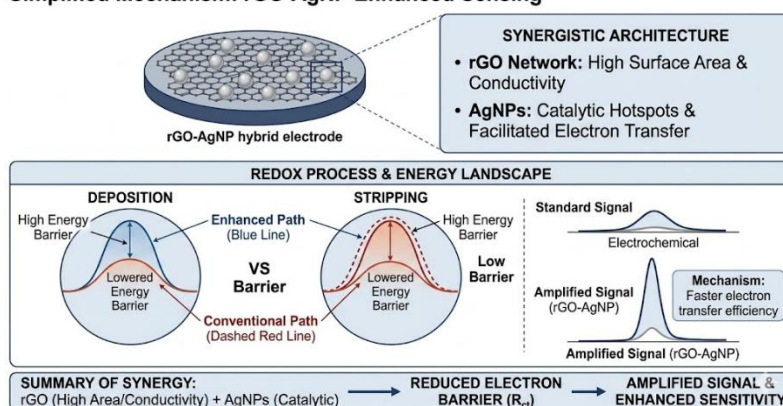 Simplified Mechanism: rGO-AgNP Enhanced Sensing
rGO-AgNP hybrid electrode
SYNERGISTIC ARCHITECTURE
• rGO Network: High Surface Area &
Conductivity
• AgNPs: Catalytic Hotspots &
Facilitated Electron Transfer
REDOX PROCESS & ENERGY LANDSCAPE
DEPOSITION
High Energy
Barrier
Lowered
Energy
Barrier
Enhanced Path
(Blue Line)
VS
Barrier
Conventional Path
(Dashed Red Line)
STRIPPING
High Energy
Barrier
Low
Barrier
Lowered
Energy
Barrier
Standard Signal
Electrochemical
Amplified Signal
(rGO-AgNP)
Mechanism:
Faster electron
transfer efficiency
Amplified Signal (rGO-AgNP)
SUMMARY OF SYNERGY:
rGO (High Area/Conductivity) + AgNPs (Catalytic)
REDUCED ELECTRON
BARRIER (Rct)
AMPLIFIED SIGNAL &
ENHANCED SENSITIVITY